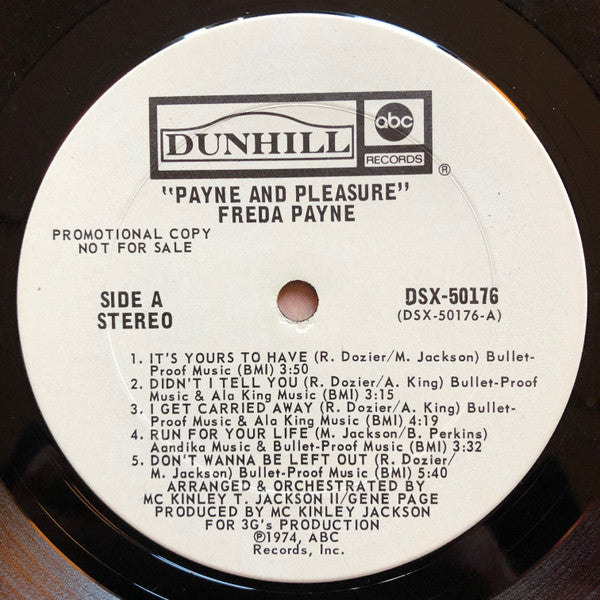 DUNHILL
abc
RECORDS
®
"PAYNE AND PLEASURE"
FREDA PAYNE
PROMOTIONAL COPY
NOT FOR SALE
SIDE A
STEREO
DSX-50176
(DSX-50176-A)
1. IT'S YOURS TO HAVE (R. Dozier/M. Jackson) Bullet-
Proof Music (BMI) 3:50
2. DIDN'T I TELL YOU (R. Dozier/A. King) Bullet-Proof
Music & Ala King Music (BMI) 3:15
3. I GET CARRIED AWAY (R. Dozier/A. King) Bullet-
Proof Music & Ala King Music (BMI) 4:19
4. RUN FOR YOUR LIFE (M. Jackson/B. Perkins)
Aandika Music & Bullet-Proof Music (BMI) 3:32
5. DON'T WANNA BE LEFT OUT (R. Dozier/
M. Jackson) Bullet-Proof Music (BMI) 5:40
ARRANGED & ORCHESTRATED BY
MC KINLEY T. JACKSON II/GENE PAGE
PRODUCED BY MC KINLEY JACKSON
FOR 3G's PRODUCTION
℗1974, ABC
Records, Inc.